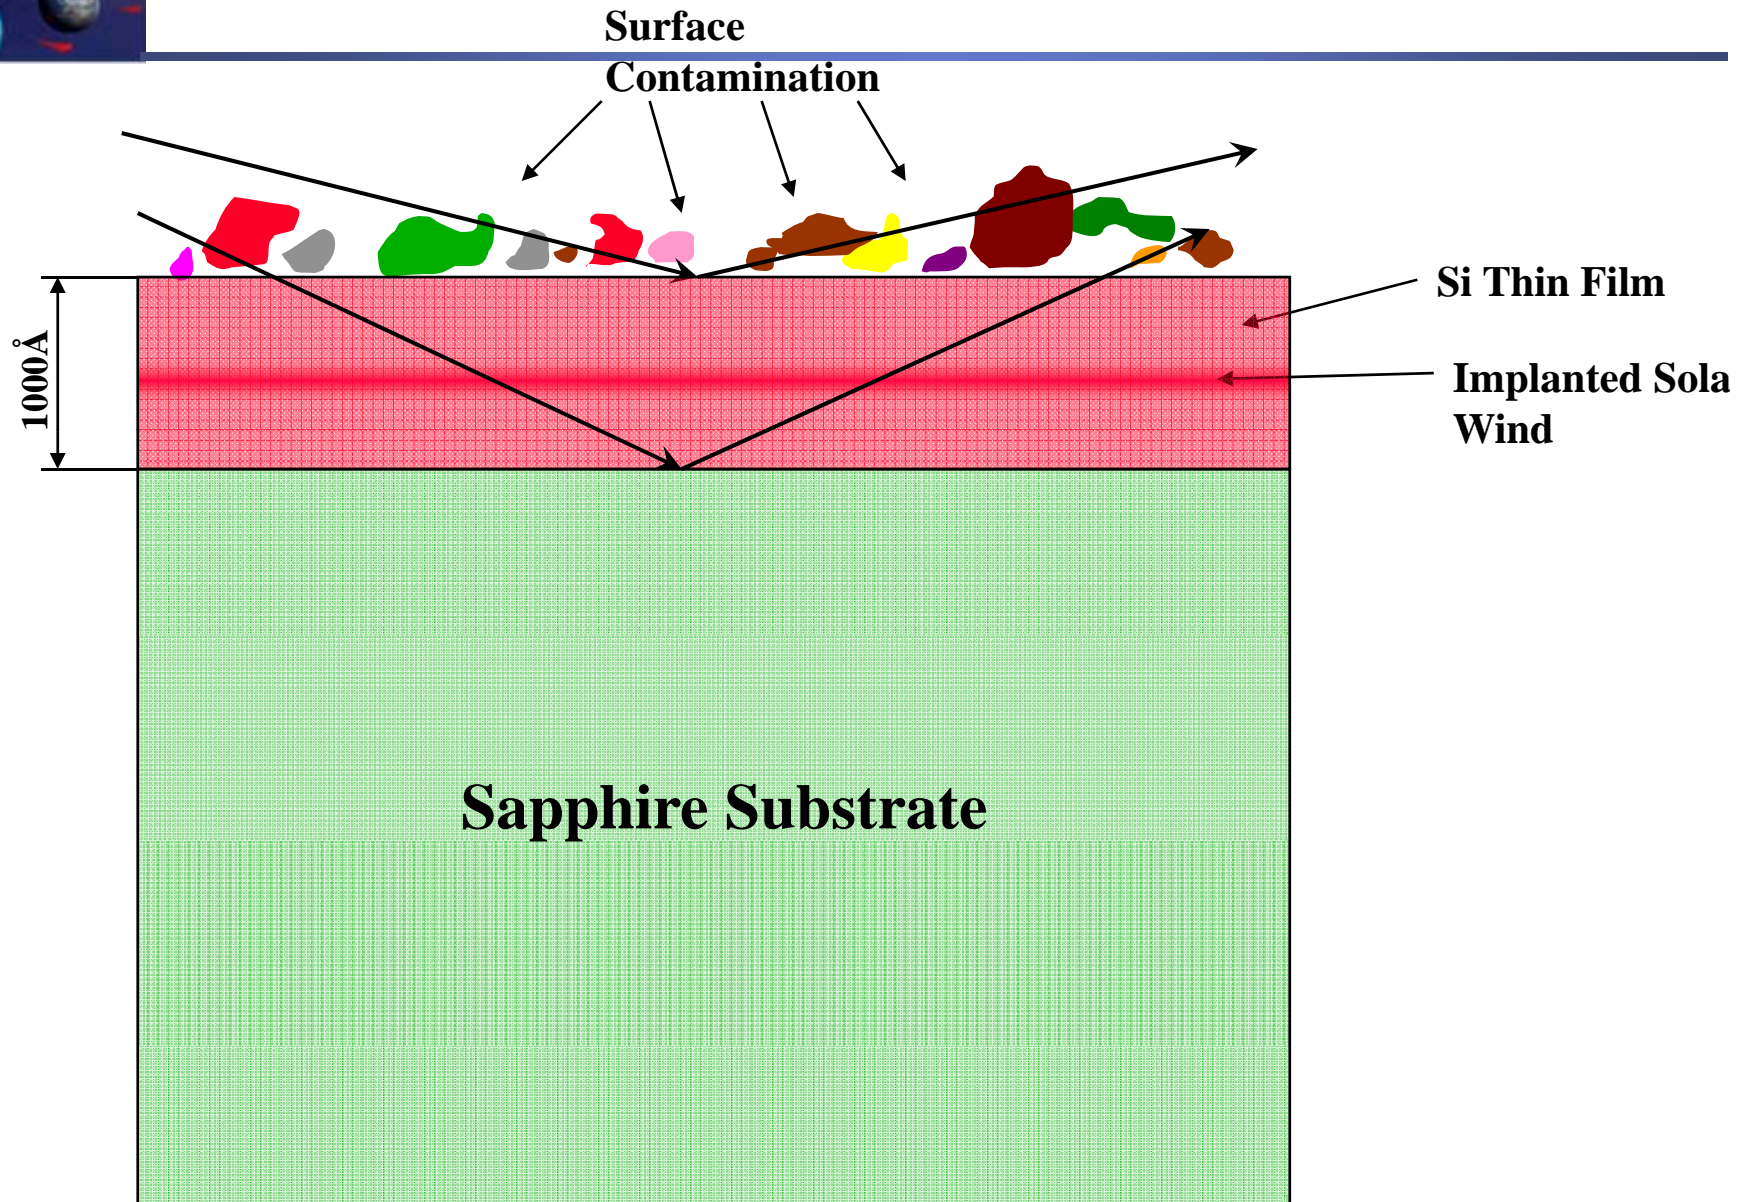 Surface
Contamination
Si Thin Film
1000Å
Implanted Sola
Wind
Sapphire Substrate